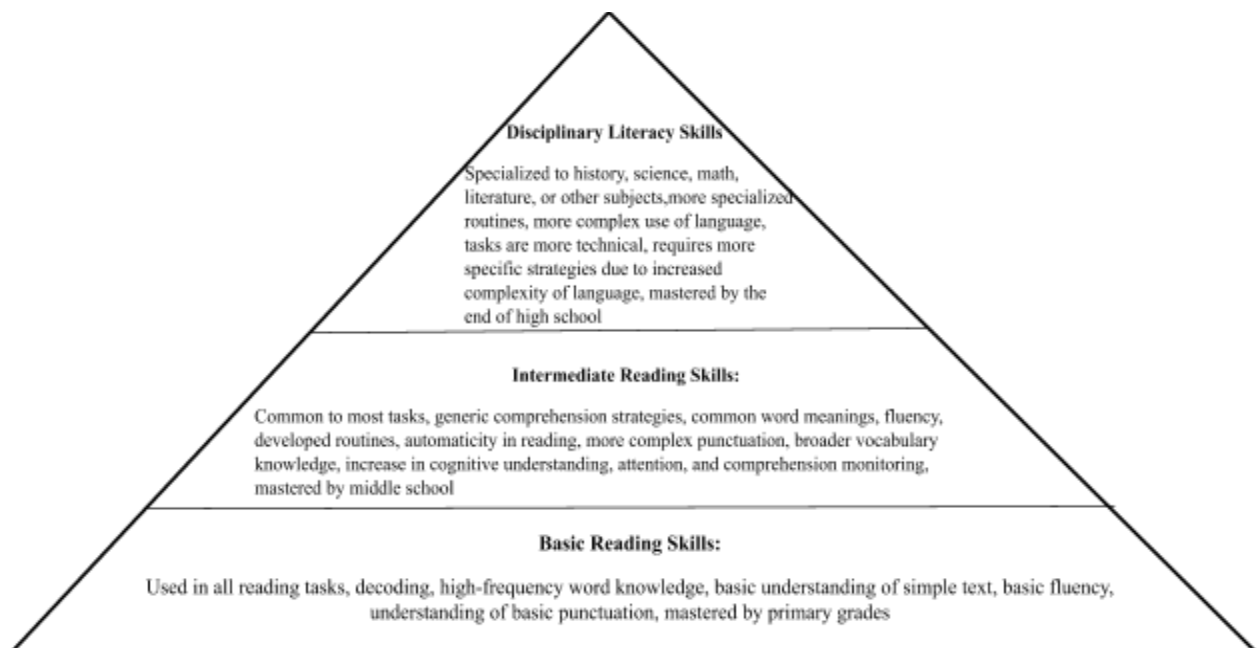 Disciplinary Literacy Skills
Specialized to history, science, math,
literature, or other subjects,more specialized
routines, more complex use of language,
tasks are more technical, requires more
specific strategies due to increased
complexity of language, mastered by the
end of high school
Intermediate Reading Skills:
Common to most tasks, generic comprehension strategies, common word meanings, fluency,
developed routines, automaticity in reading, more complex punctuation, broader vocabulary
knowledge, increase in cognitive understanding, attention, and comprehension monitoring,
mastered by middle school
Basic Reading Skills:
Used in all reading tasks, decoding, high-frequency word knowledge, basic understanding of simple text, basic fluency,
understanding of basic punctuation, mastered by primary grades